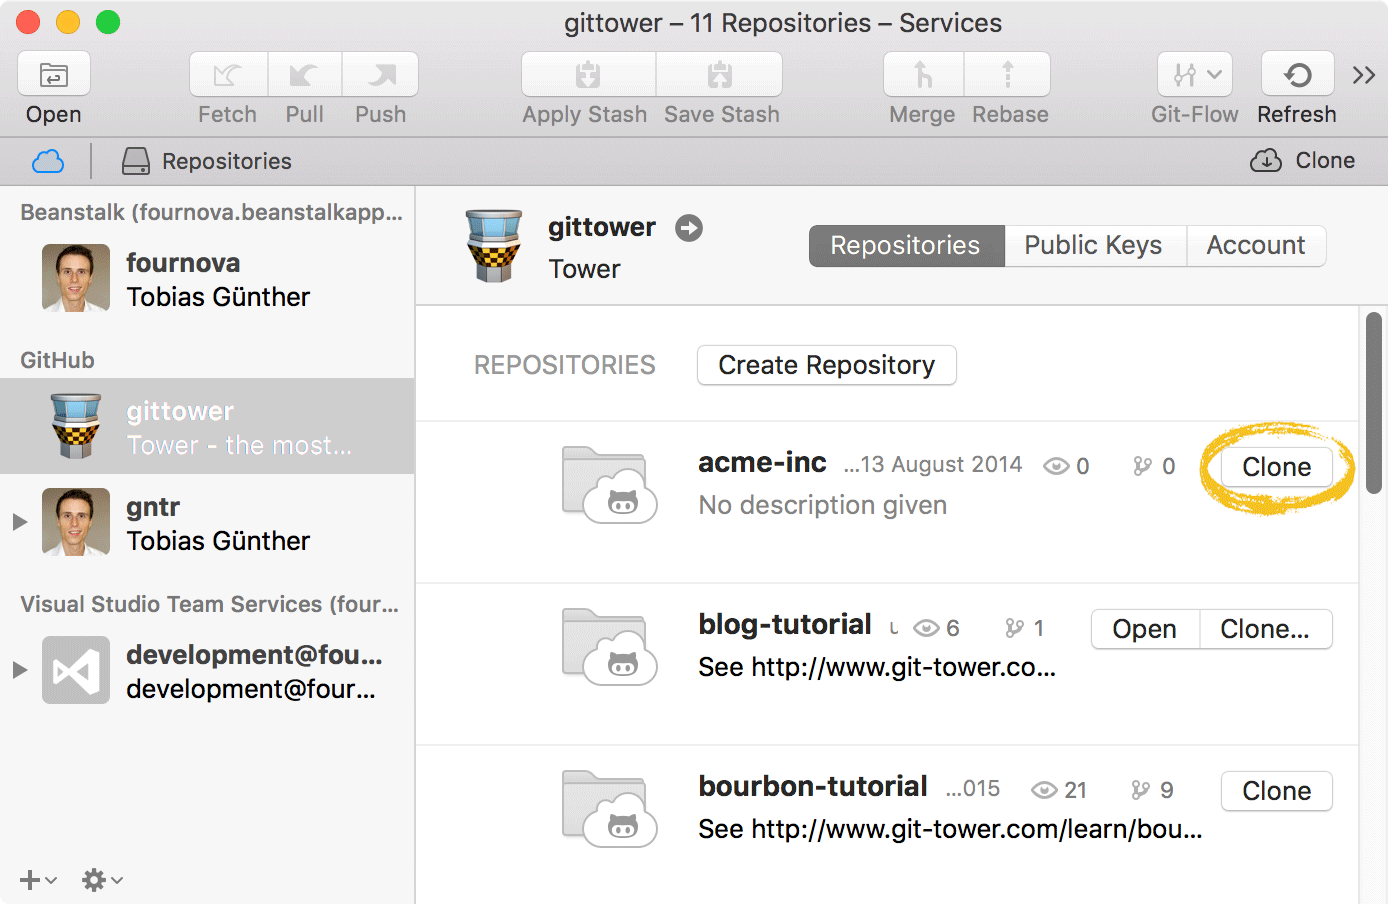 gittower – 11 Repositories – Services
Open
Fetch
Pull
Push
Apply Stash
Save Stash
Merge
Rebase
Git-Flow
Refresh
Repositories
Clone
Beanstalk (fournova.beanstalkapp...
fournova
Tobias Günther
GitHub
gittower
Tower - the most...
gntr
Tobias Günther
Visual Studio Team Services (four...
development@fou...
development@four...
gittower
Tower
Repositories
Public Keys
Account
REPOSITORIES
Create Repository
acme-inc ...13 August 2014 0 0 Clone
No description given
blog-tutorial 6 1 Open Clone...
See http://www.git-tower.co...
bourbon-tutorial ...015 21 9 Clone
See http://www.git-tower.com/learn/bou...